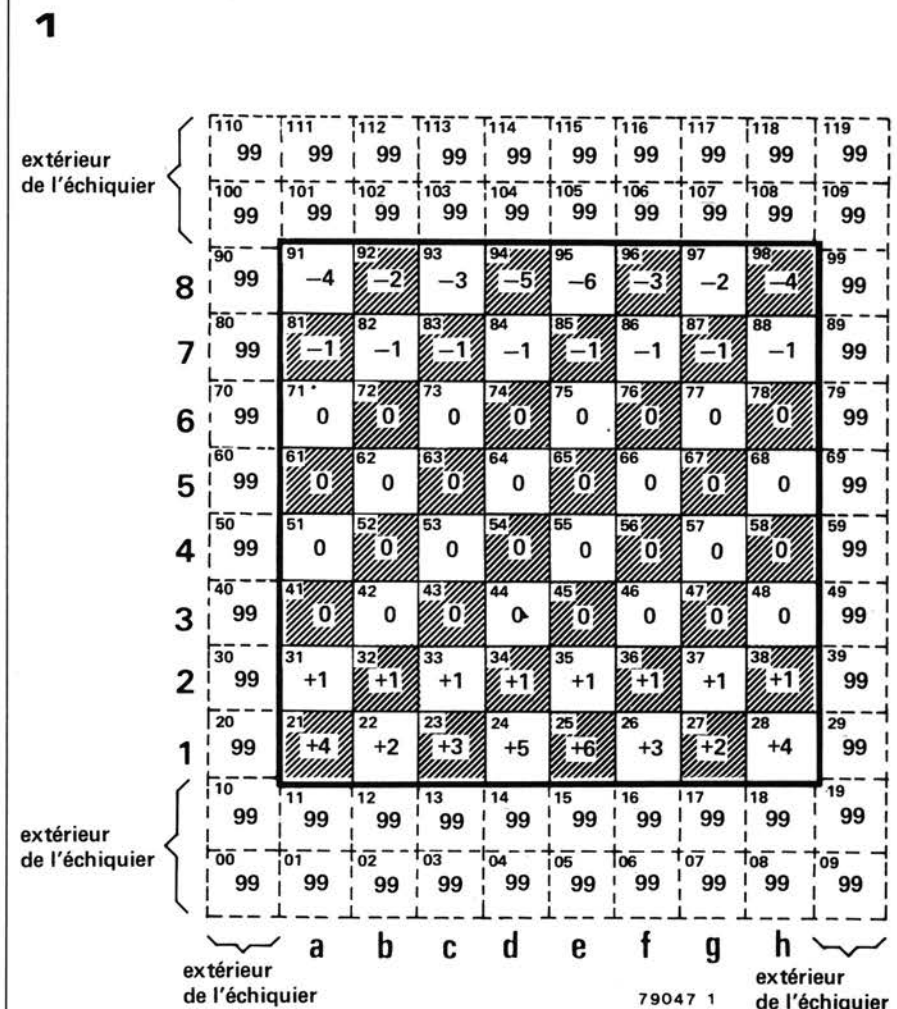 1
extérieur
de l'échiquier
110 111 112 113 114 115 116 117 118 119
99 99 99 99 99 99 99 99 99 99
100 101 102 103 104 105 106 107 108 109
99 99 99 99 99 99 99 99 99 99
90 91 92 93 94 95 96 97 98 99
8 99 −4 −2 −3 −5 −6 −3 −2 −4 99
80 81 82 83 84 85 86 87 88 89
7 99 −1 −1 −1 −1 −1 −1 −1 −1 99
70 71 72 73 74 75 76 77 78 79
6 99 0 0 0 0 0 0 0 0 99
60 61 62 63 64 65 66 67 68 69
5 99 0 0 0 0 0 0 0 0 99
50 51 52 53 54 55 56 57 58 59
4 99 0 0 0 0 0 0 0 0 99
40 41 42 43 44 45 46 47 48 49
3 99 0 0 0 0 0 0 0 0 99
30 31 32 33 34 35 36 37 38 39
2 99 +1 +1 +1 +1 +1 +1 +1 +1 99
20 21 22 23 24 25 26 27 28 29
1 99 +4 +2 +3 +5 +6 +3 +2 +4 99
extérieur
de l'échiquier
10 11 12 13 14 15 16 17 18 19
99 99 99 99 99 99 99 99 99 99
00 01 02 03 04 05 06 07 08 09
99 99 99 99 99 99 99 99 99 99
a b c d e f g h
extérieur
de l'échiquier
79047 1
extérieur
de l'échiquier